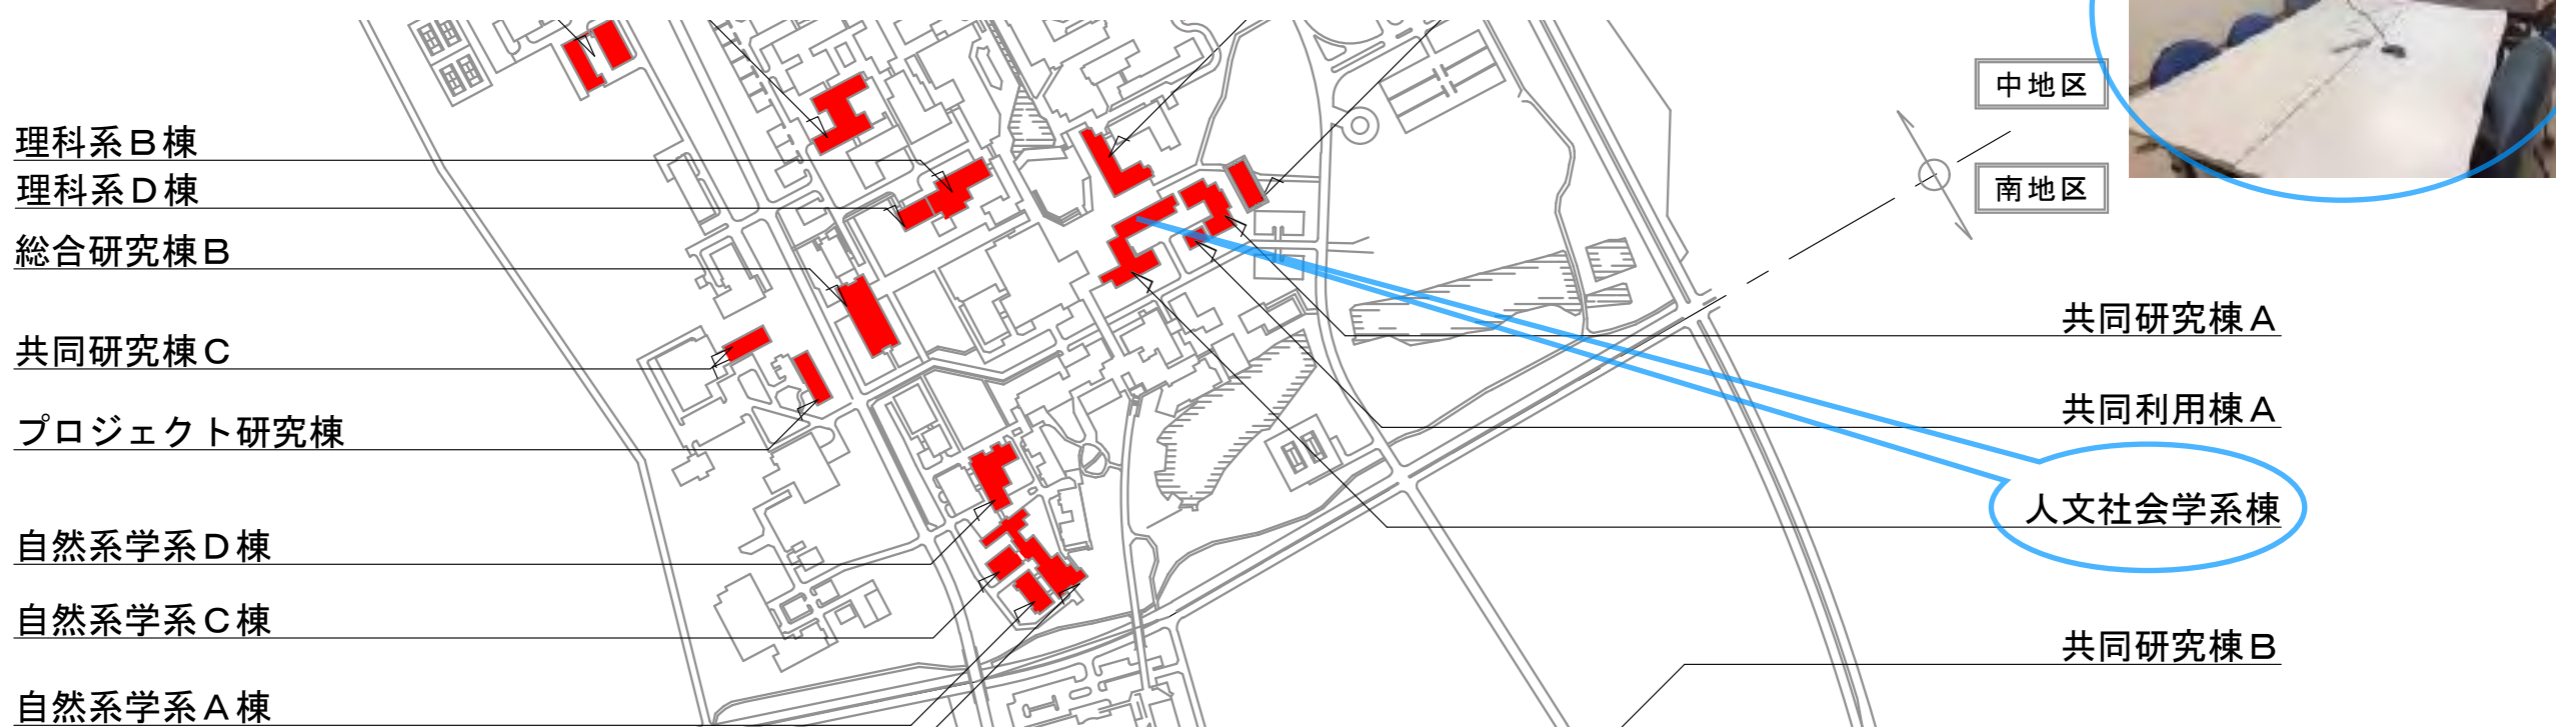 中地区
南地区
理科系Ｂ棟
理科系Ｄ棟
総合研究棟Ｂ
共同研究棟Ｃ
プロジェクト研究棟
自然系学系Ｄ棟
自然系学系Ｃ棟
自然系学系Ａ棟
共同研究棟Ａ
共同利用棟Ａ
人文社会学系棟
共同研究棟Ｂ